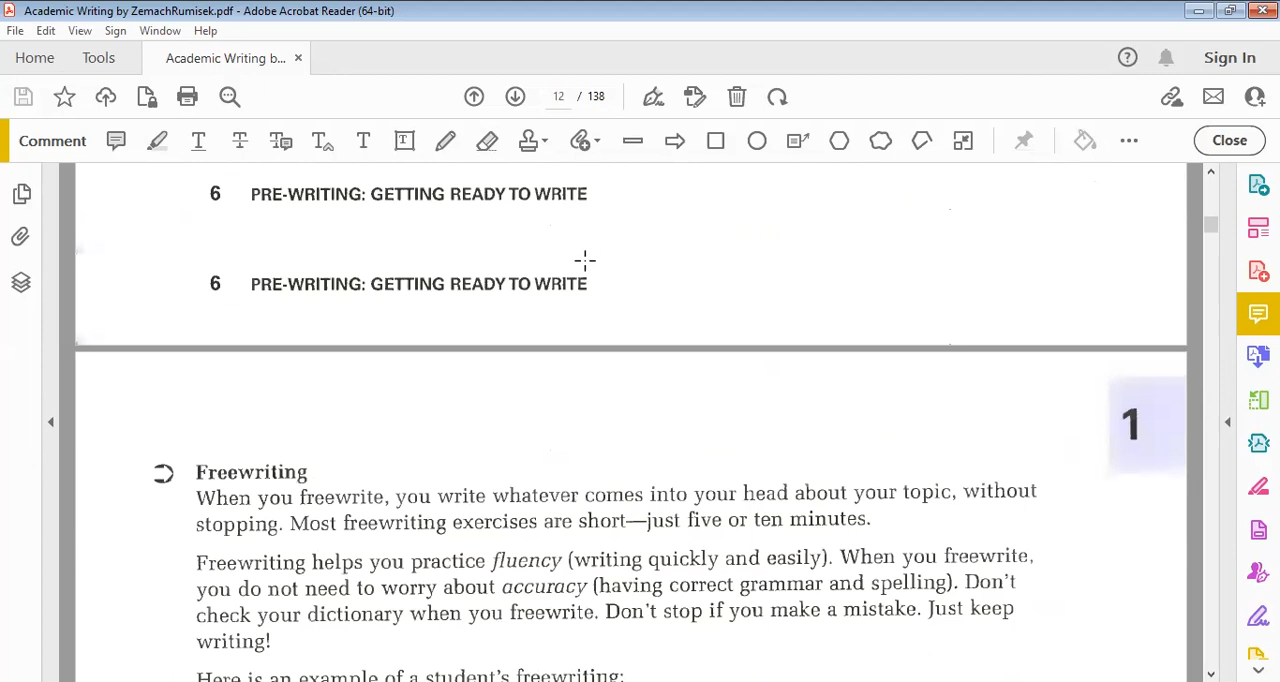 Academic Writing by ZemachRumisek.pdf - Adobe Acrobat Reader (64-bit)
File Edit View Sign Window Help
Home Tools Academic Writing b... × Sign In
12 / 138
Comment Close
6 PRE-WRITING: GETTING READY TO WRITE
6 PRE-WRITING: GETTING READY TO WRITE
1
Freewriting
When you freewrite, you write whatever comes into your head about your topic, without
stopping. Most freewriting exercises are short—just five or ten minutes.
Freewriting helps you practice fluency (writing quickly and easily). When you freewrite,
you do not need to worry about accuracy (having correct grammar and spelling). Don't
check your dictionary when you freewrite. Don't stop if you make a mistake. Just keep
writing!
Here is an example of a student's freewriting: